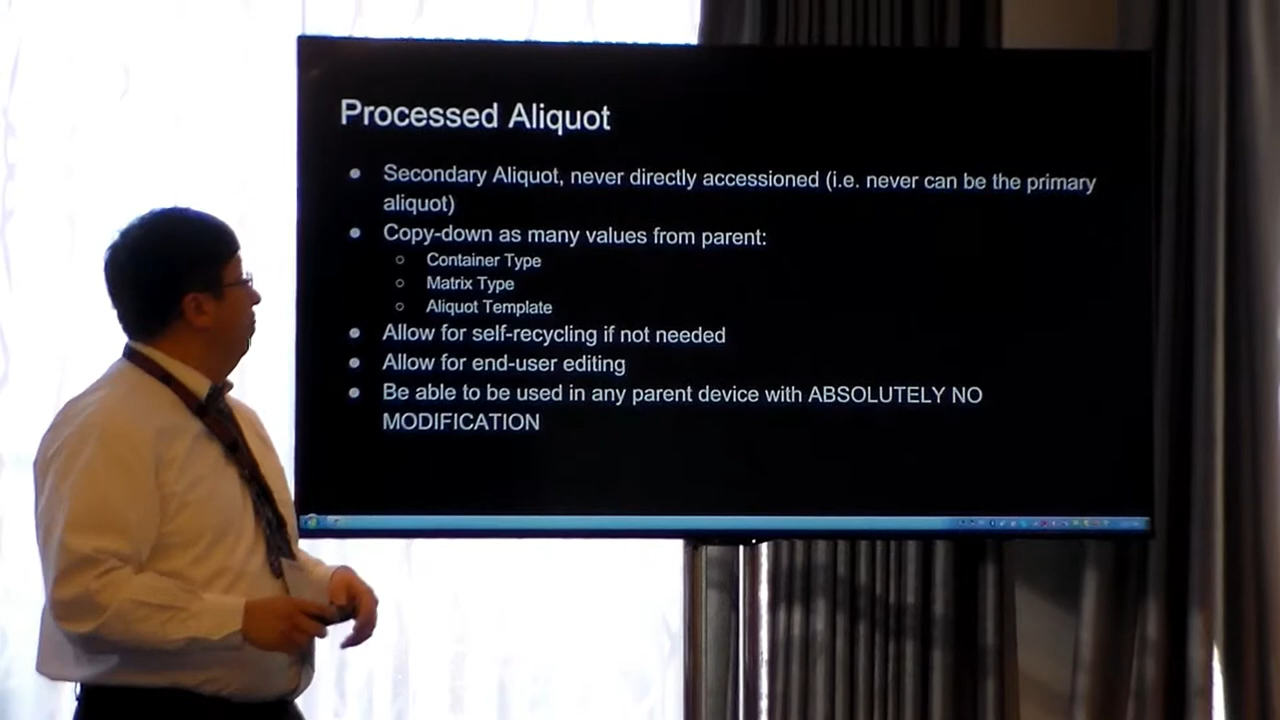 Processed Aliquot
● Secondary Aliquot, never directly accessioned (i.e. never can be the primary
aliquot)
● Copy-down as many values from parent:
○ Container Type
○ Matrix Type
○ Aliquot Template
● Allow for self-recycling if not needed
● Allow for end-user editing
● Be able to be used in any parent device with ABSOLUTELY NO
MODIFICATION